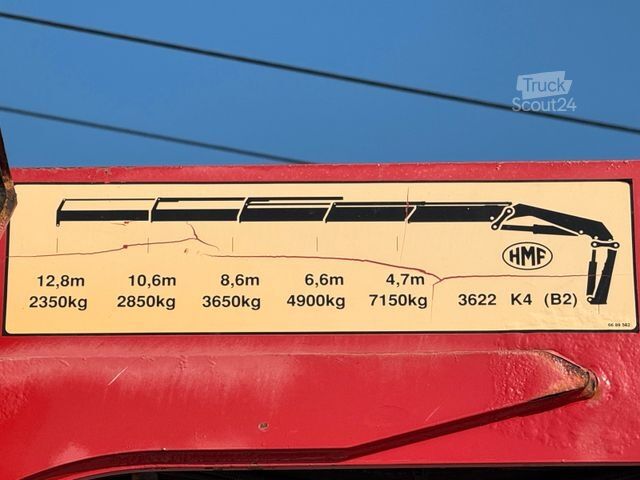 Truck
Scout24
HMF
12,8m 10,6m 8,6m 6,6m 4,7m
2350kg 2850kg 3650kg 4900kg 7150kg 3622 K4 (B2)